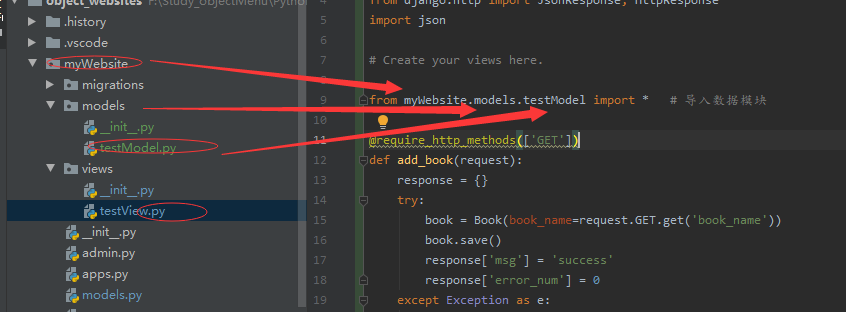 object_websites F:\Study_objectMenu\Pytho
.history
.vscode
myWebsite
migrations
models
__init__.py
testModel.py
views
__init__.py
testView.py
__init__.py
admin.py
apps.py
models.py
4 from django.http import JsonResponse, HttpResponse
5 import json
6
7 # Create your views here.
8
9 from myWebsite.models.testModel import * # 导入数据模块
10
11 @require_http_methods(['GET'])
12 def add_book(request):
13 response = {}
14 try:
15 book = Book(book_name=request.GET.get('book_name'))
16 book.save()
17 response['msg'] = 'success'
18 response['error_num'] = 0
19 except Exception as e: